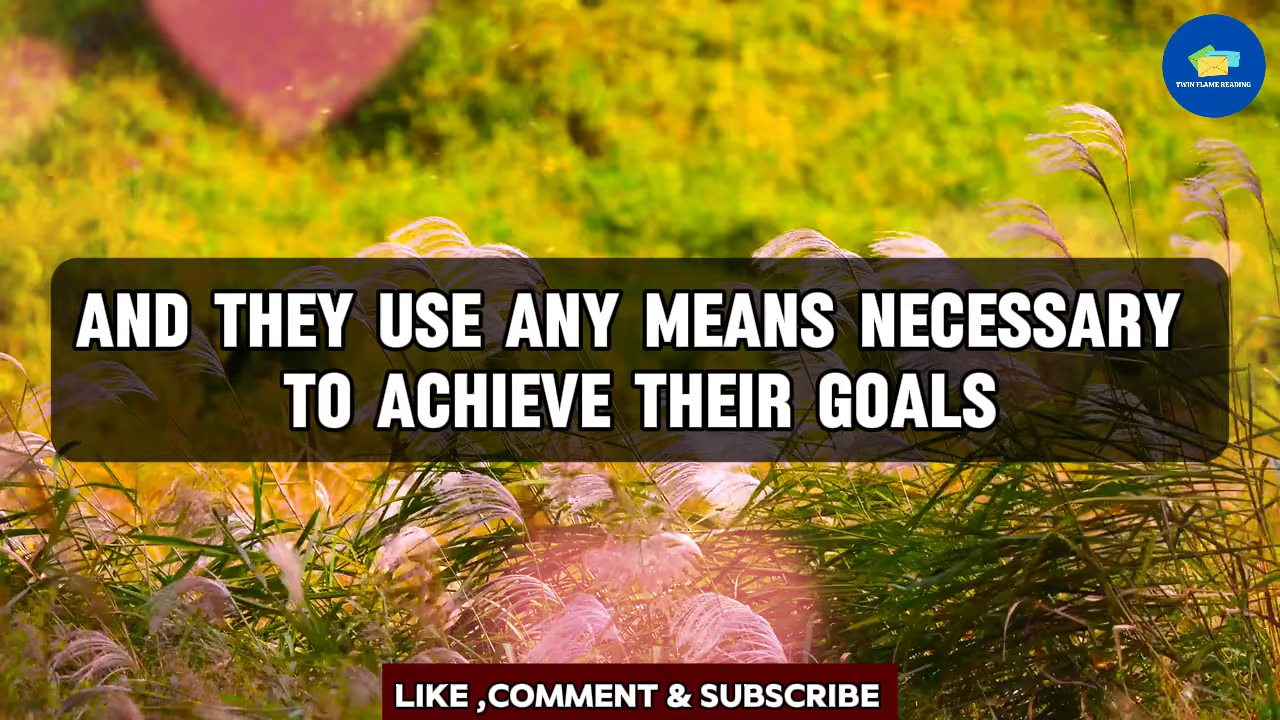 TWIN FLAME READING
AND THEY USE ANY MEANS NECESSARY
TO ACHIEVE THEIR GOALS
LIKE ,COMMENT & SUBSCRIBE